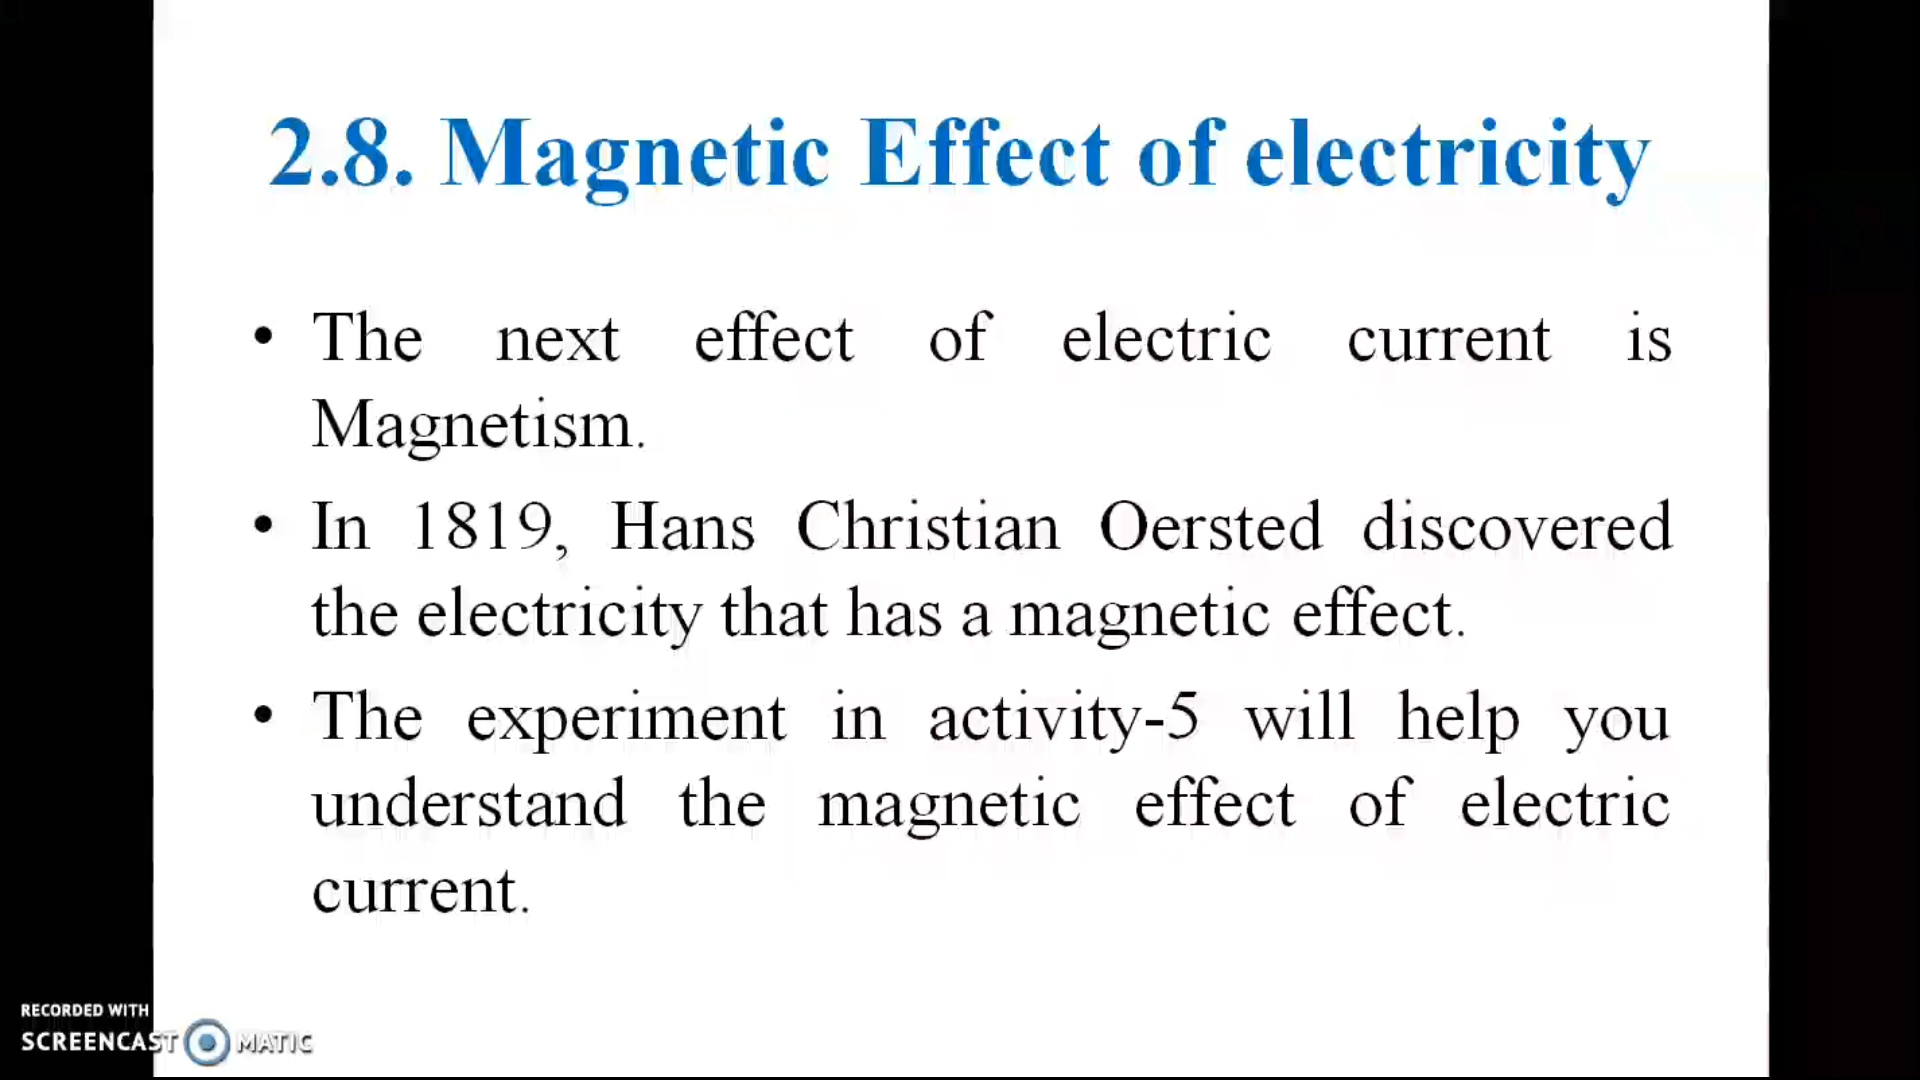 2.8. Magnetic Effect of electricity
• The next effect of electric current is
Magnetism.
• In 1819, Hans Christian Oersted discovered
the electricity that has a magnetic effect.
• The experiment in activity-5 will help you
understand the magnetic effect of electric
current.
RECORDED WITH
SCREENCAST MATIC